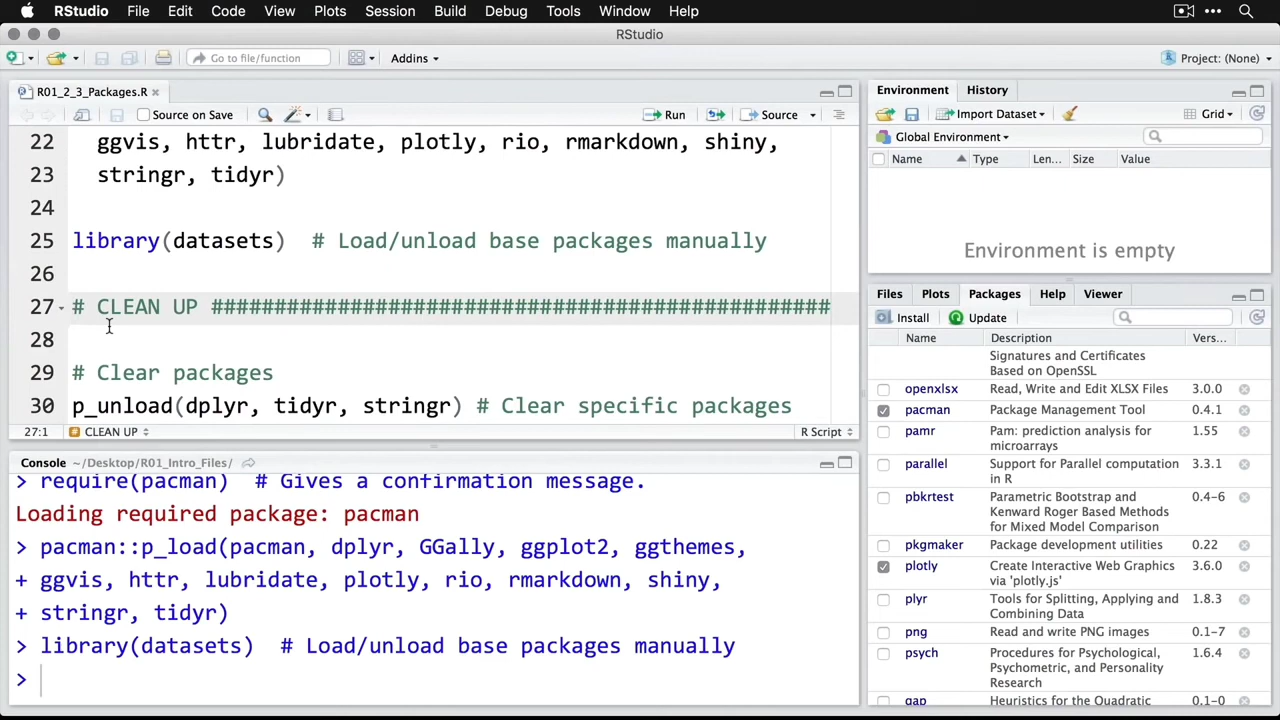 RStudio File Edit Code View Plots Session Build Debug Tools Window Help
RStudio
Go to file/function Addins Project: (None)
R01_2_3_Packages.R
Source on Save Run Source
22 ggvis, httr, lubridate, plotly, rio, rmarkdown, shiny,
23 stringr, tidyr)
24
25 library(datasets)  # Load/unload base packages manually
26
27 # CLEAN UP #################################################
28
29 # Clear packages
30 p_unload(dplyr, tidyr, stringr) # Clear specific packages
27:1 # CLEAN UP R Script
Console ~/Desktop/R01_Intro_Files/
> require(pacman)  # Gives a confirmation message.
Loading required package: pacman
> pacman::p_load(pacman, dplyr, GGally, ggplot2, ggthemes,
+ ggvis, httr, lubridate, plotly, rio, rmarkdown, shiny,
+ stringr, tidyr)
> library(datasets)  # Load/unload base packages manually
>
Environment History
Import Dataset Grid
Global Environment
Name Type Len... Size Value
Environment is empty
Files Plots Packages Help Viewer
Install Update
Name Description Vers...
Signatures and Certificates
Based on OpenSSL
openxlsx Read, Write and Edit XLSX Files 3.0.0
pacman Package Management Tool 0.4.1
pamr Pam: prediction analysis for 1.55
microarrays
parallel Support for Parallel computation 3.3.1
in R
pbkrtest Parametric Bootstrap and 0.4-6
Kenward Roger Based Methods
for Mixed Model Comparison
pkgmaker Package development utilities 0.22
plotly Create Interactive Web Graphics 3.6.0
via 'plotly.js'
plyr Tools for Splitting, Applying and 1.8.3
Combining Data
png Read and write PNG images 0.1-7
psych Procedures for Psychological, 1.6.4
Psychometric, and Personality
Research
gap Heuristics for the Quadratic 0.1-0